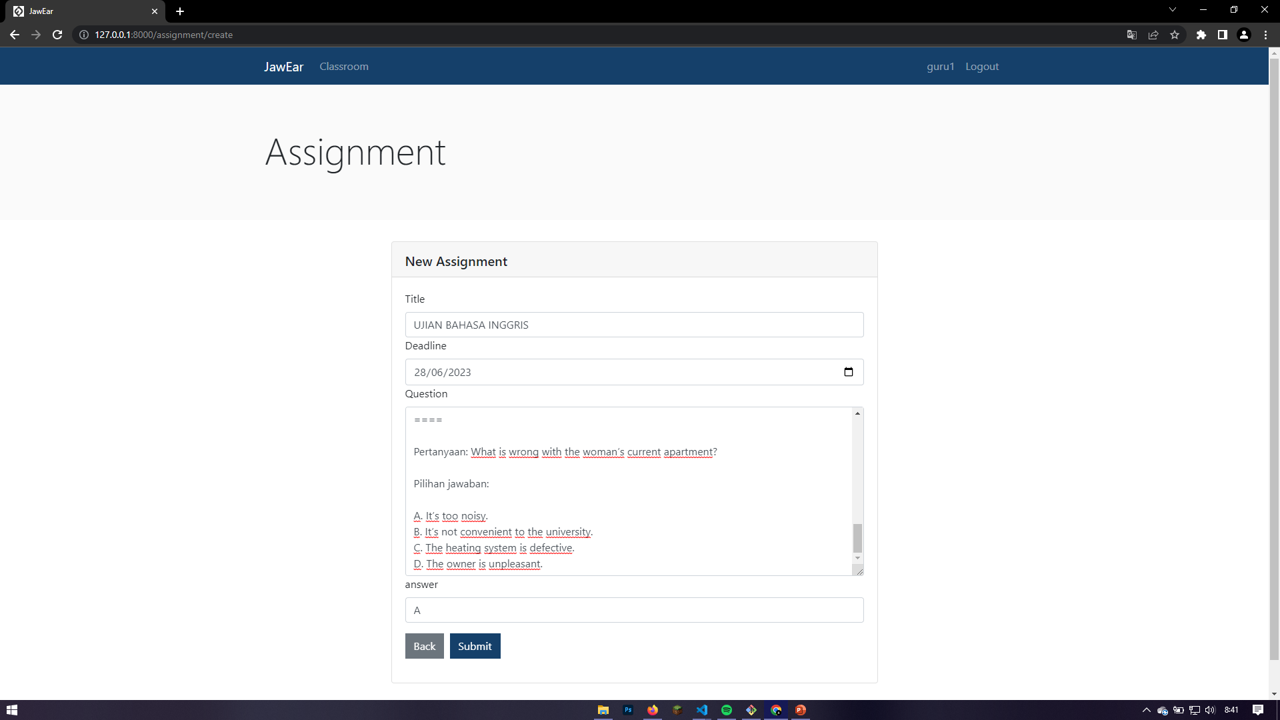 JawEar
127.0.0.1:8000/assignment/create
JawEar Classroom guru1 Logout
Assignment
New Assignment
Title
UJIAN BAHASA INGGRIS
Deadline
28/06/2023
Question
====
Pertanyaan: What is wrong with the woman's current apartment?
Pilihan jawaban:
A. It's too noisy.
B. It's not convenient to the university.
C. The heating system is defective.
D. The owner is unpleasant.
answer
A
Back Submit
8:41